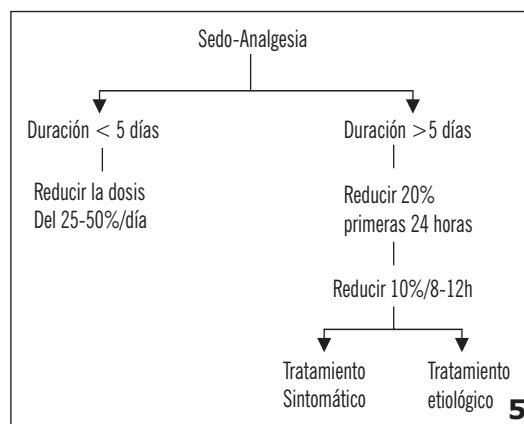 Sedo-Analgesia
Duración < 5 días
Duración >5 días
Reducir la dosis
Del 25-50%/día
Reducir 20%
primeras 24 horas
Reducir 10%/8-12h
Tratamiento
Sintomático
Tratamiento
etiológico
5